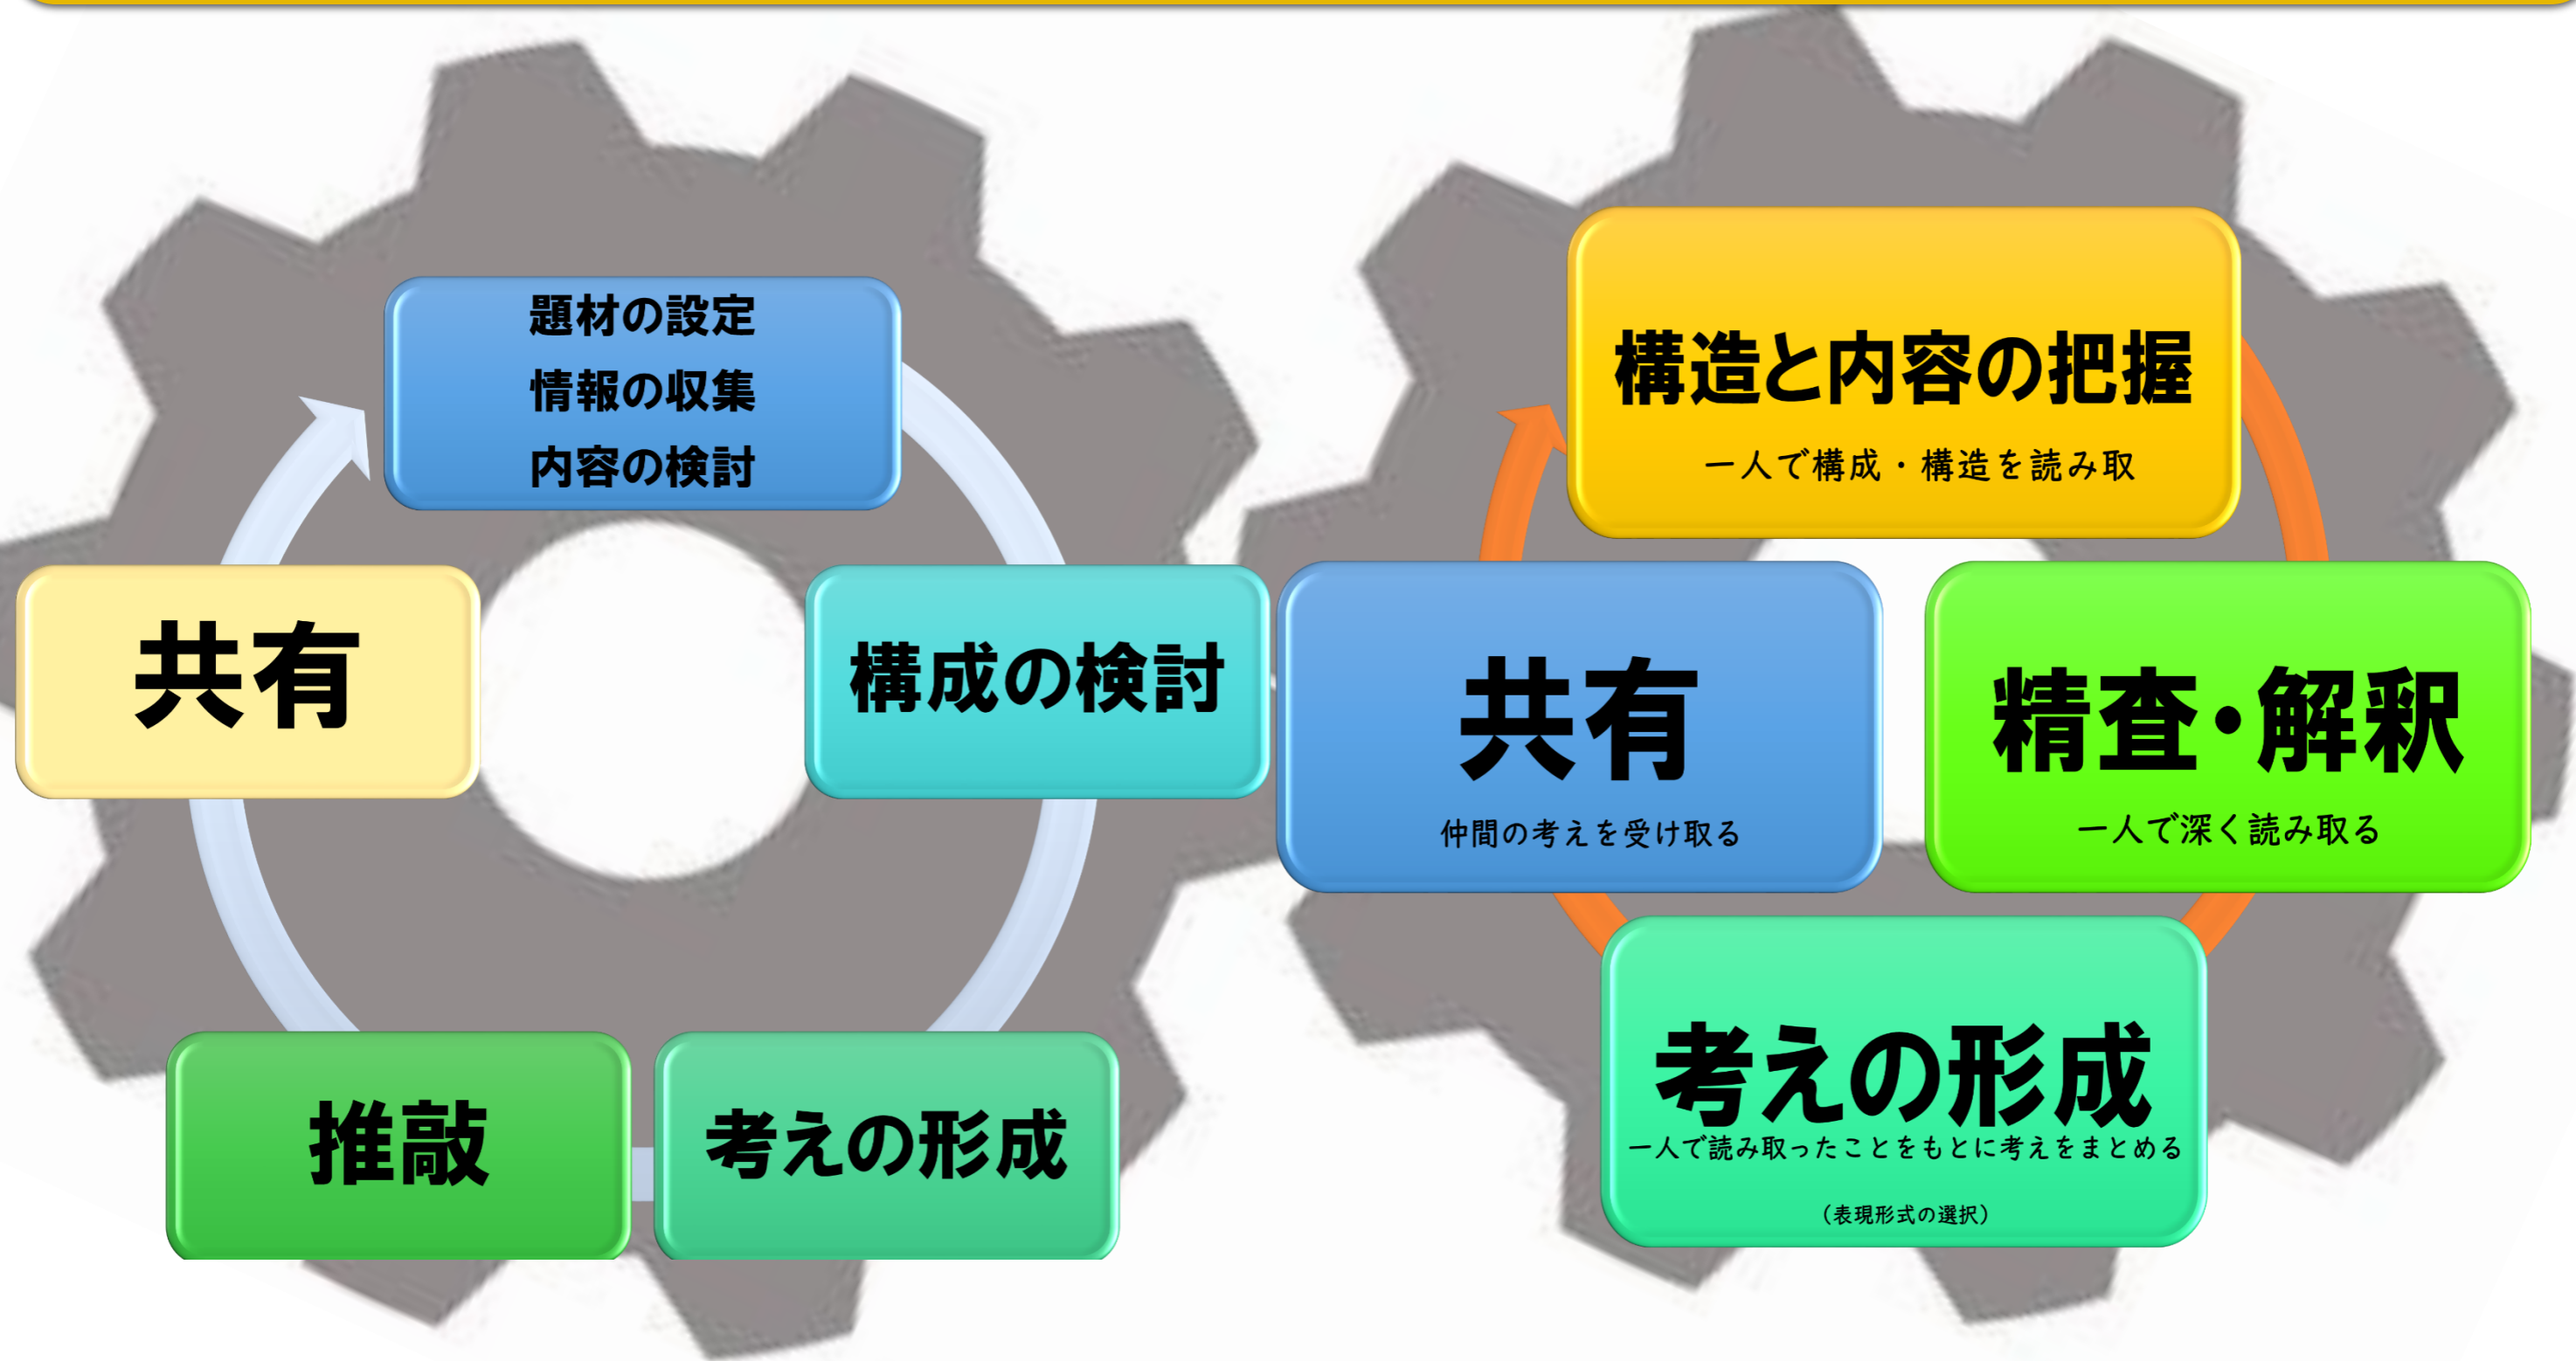 題材の設定
情報の収集
内容の検討
構成の検討
考えの形成
推敲
共有
構造と内容の把握
一人で構成・構造を読み取
精査・解釈
一人で深く読み取る
考えの形成
一人で読み取ったことをもとに考えをまとめる
（表現形式の選択）
共有
仲間の考えを受け取る